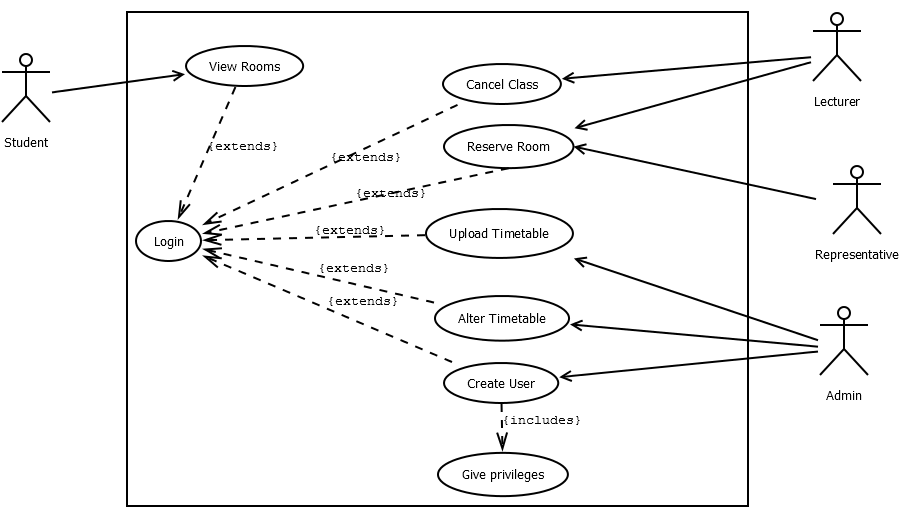 View Rooms
Cancel Class
Lecturer
Student
{extends}
Reserve Room
{extends}
{extends}
Login
Upload Timetable
{extends}
Representative
{extends}
{extends}
Alter Timetable
Create User
Admin
{includes}
Give privileges